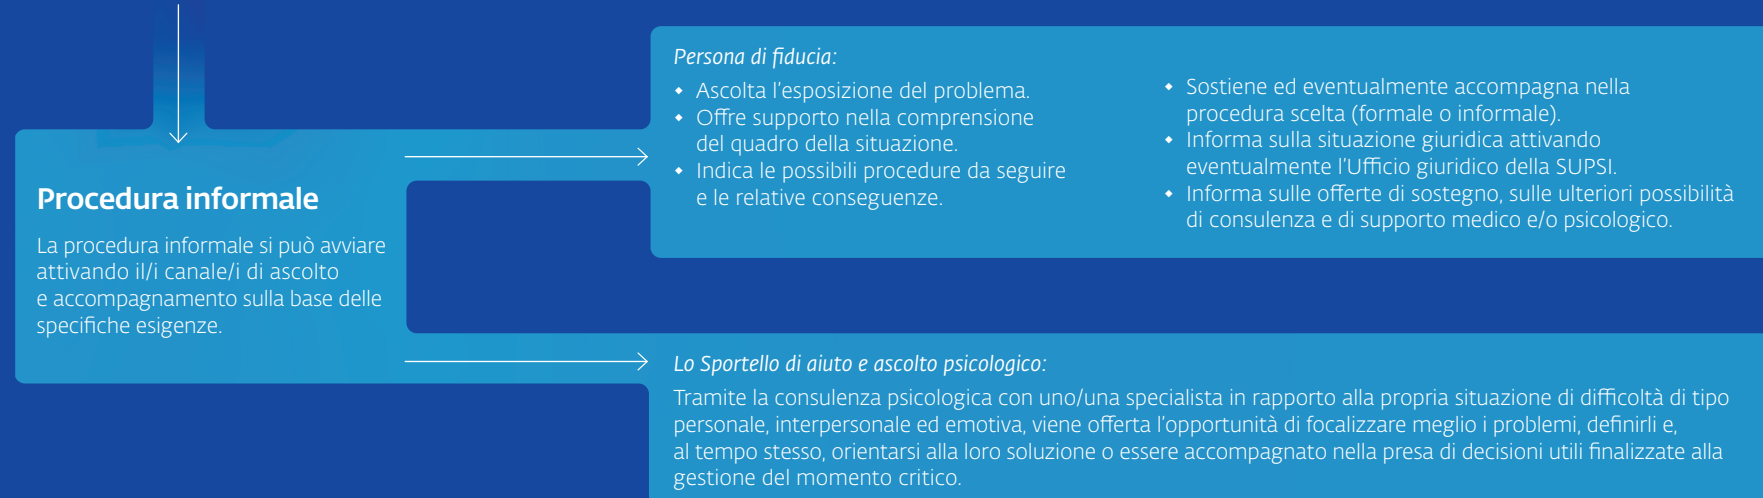 Procedura informale
La procedura informale si può avviare
attivando il/i canale/i di ascolto
e accompagnamento sulla base delle
specifiche esigenze.
Persona di fiducia:
◆ Ascolta l'esposizione del problema.
◆ Offre supporto nella comprensione
del quadro della situazione.
◆ Indica le possibili procedure da seguire
e le relative conseguenze.
◆ Sostiene ed eventualmente accompagna nella
procedura scelta (formale o informale).
◆ Informa sulla situazione giuridica attivando
eventualmente l'Ufficio giuridico della SUPSI.
◆ Informa sulle offerte di sostegno, sulle ulteriori possibilità
di consulenza e di supporto medico e/o psicologico.
Lo Sportello di aiuto e ascolto psicologico:
Tramite la consulenza psicologica con uno/una specialista in rapporto alla propria situazione di difficoltà di tipo
personale, interpersonale ed emotiva, viene offerta l'opportunità di focalizzare meglio i problemi, definirli e,
al tempo stesso, orientarsi alla loro soluzione o essere accompagnato nella presa di decisioni utili finalizzate alla
gestione del momento critico.